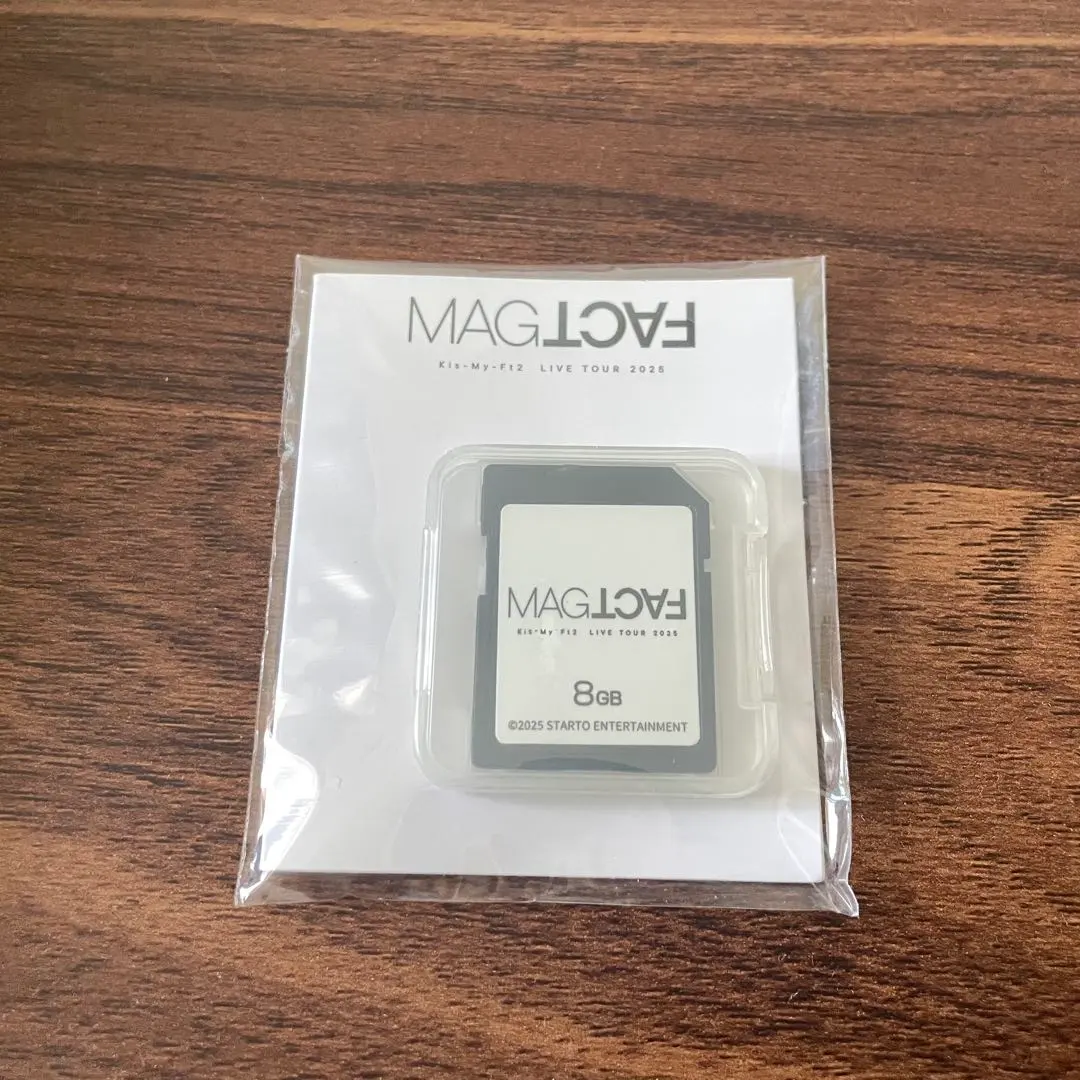 MAGFACT
Kis-My-Ft2 LIVE TOUR 2025
MAGFACT
Kis-My-Ft2 LIVE TOUR 2025
8GB
©2025 STARTO ENTERTAINMENT